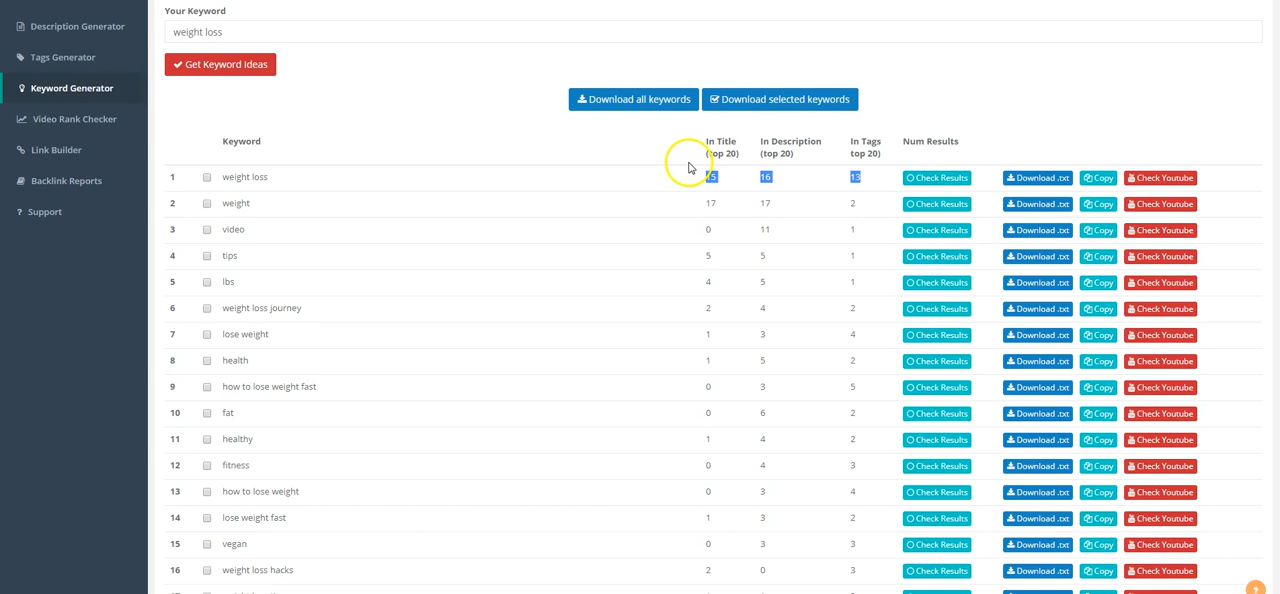 Your Keyword
Description Generator
weight loss
Tags Generator
Get Keyword Ideas
Keyword Generator
Download all keywords Download selected keywords
Video Rank Checker
Keyword In Title (top 20) In Description (top 20) In Tags top 20) Num Results
Link Builder
1 weight loss 15 16 13 Check Results Download .txt Copy Check Youtube
Backlink Reports
2 weight 17 17 2 Check Results Download .txt Copy Check Youtube
Support
3 video 0 11 1 Check Results Download .txt Copy Check Youtube
4 tips 5 5 1 Check Results Download .txt Copy Check Youtube
5 lbs 4 5 1 Check Results Download .txt Copy Check Youtube
6 weight loss journey 2 4 2 Check Results Download .txt Copy Check Youtube
7 lose weight 1 3 4 Check Results Download .txt Copy Check Youtube
8 health 1 5 2 Check Results Download .txt Copy Check Youtube
9 how to lose weight fast 0 3 5 Check Results Download .txt Copy Check Youtube
10 fat 0 6 2 Check Results Download .txt Copy Check Youtube
11 healthy 1 4 2 Check Results Download .txt Copy Check Youtube
12 fitness 0 4 3 Check Results Download .txt Copy Check Youtube
13 how to lose weight 0 3 4 Check Results Download .txt Copy Check Youtube
14 lose weight fast 1 3 2 Check Results Download .txt Copy Check Youtube
15 vegan 0 3 3 Check Results Download .txt Copy Check Youtube
16 weight loss hacks 2 0 3 Check Results Download .txt Copy Check Youtube